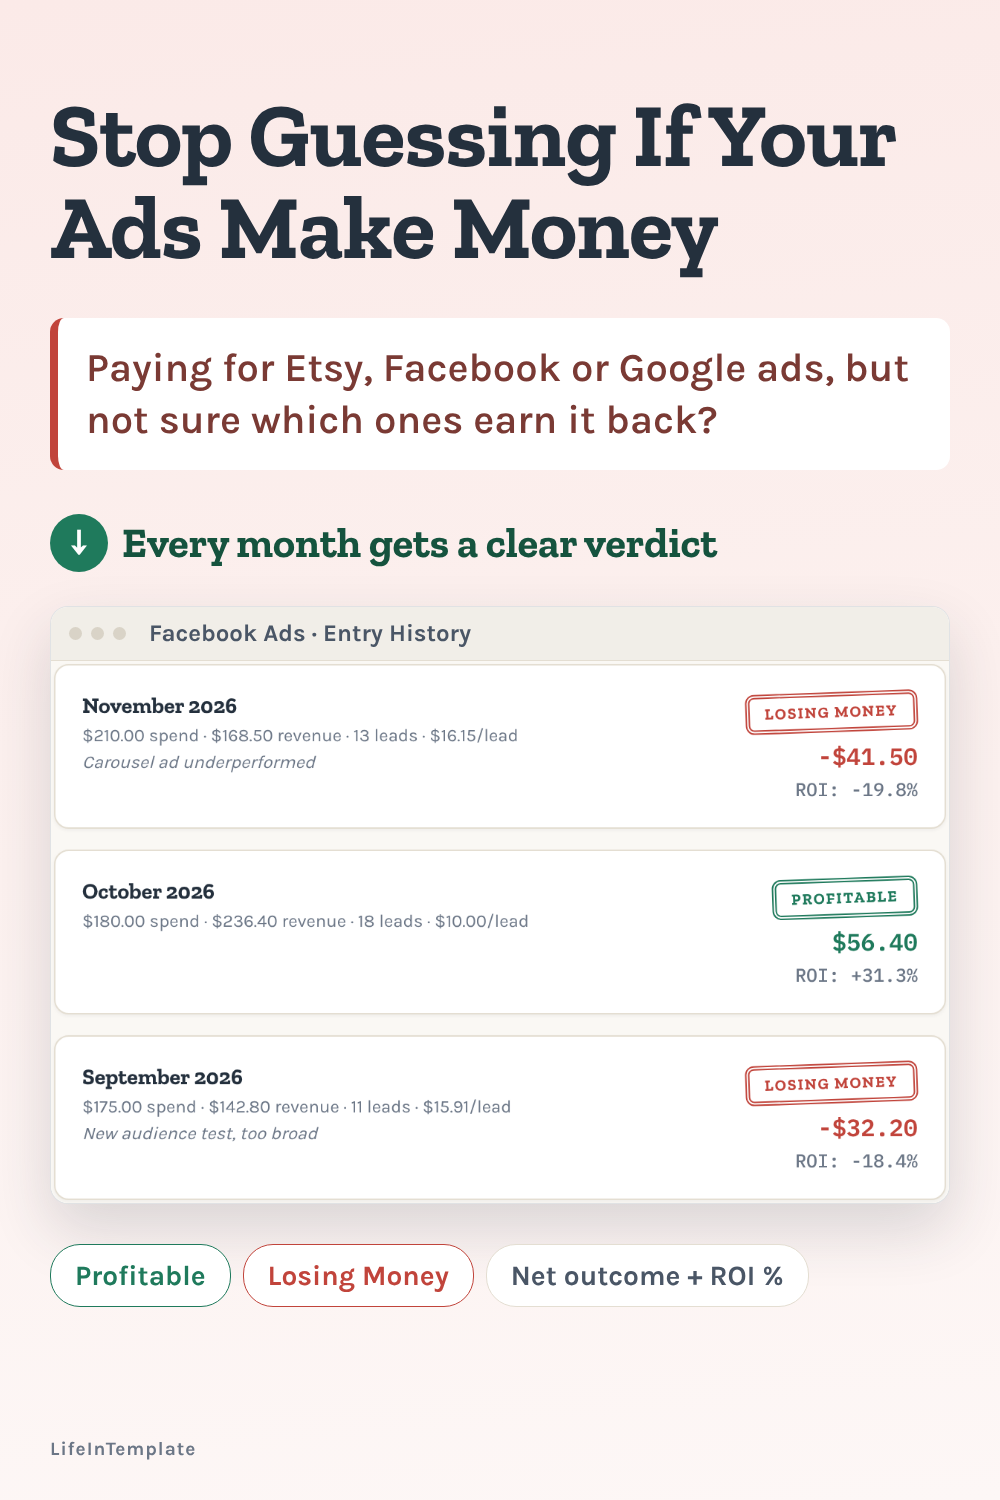 Stop Guessing If Your
Ads Make Money
Paying for Etsy, Facebook or Google ads, but
not sure which ones earn it back?
↓ Every month gets a clear verdict
Facebook Ads · Entry History
November 2026
LOSING MONEY
$210.00 spend · $168.50 revenue · 13 leads · $16.15/lead
-$41.50
Carousel ad underperformed
ROI: -19.8%
October 2026
PROFITABLE
$180.00 spend · $236.40 revenue · 18 leads · $10.00/lead
$56.40
ROI: +31.3%
September 2026
LOSING MONEY
$175.00 spend · $142.80 revenue · 11 leads · $15.91/lead
-$32.20
New audience test, too broad
ROI: -18.4%
Profitable
Losing Money
Net outcome + ROI %
LifeInTemplate